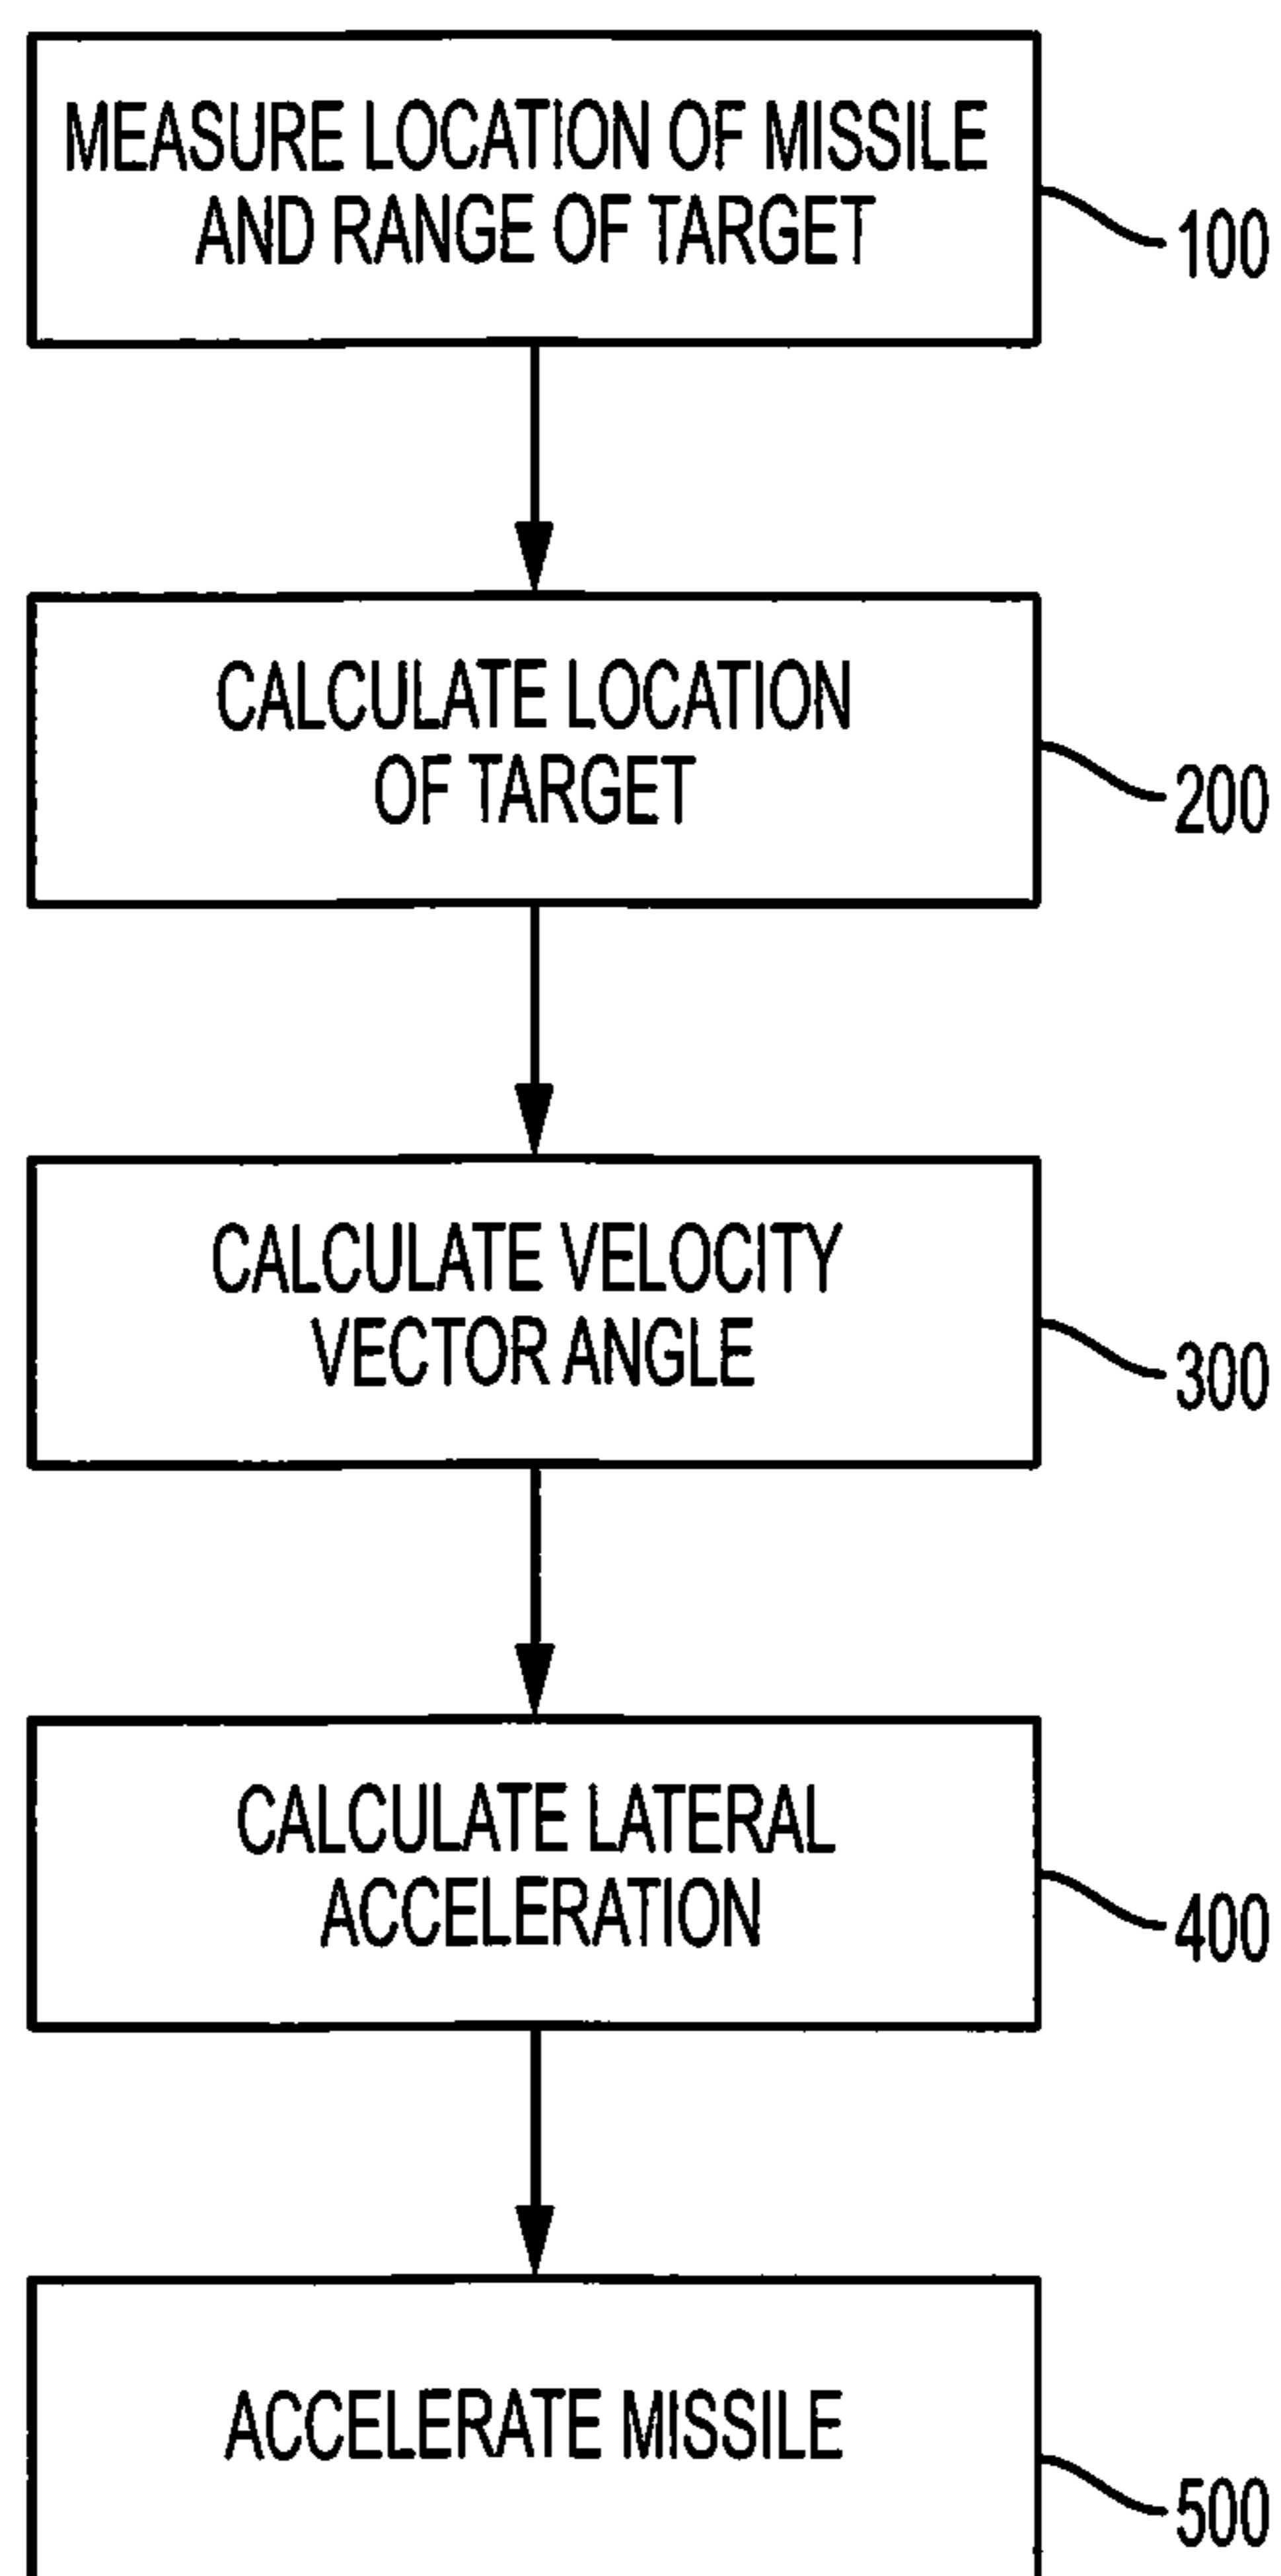 MEASURE LOCATION OF MISSILE
AND RANGE OF TARGET
100
CALCULATE LOCATION
OF TARGET
200
CALCULATE VELOCITY
VECTOR ANGLE
300
CALCULATE LATERAL
ACCELERATION
400
ACCELERATE MISSILE
500